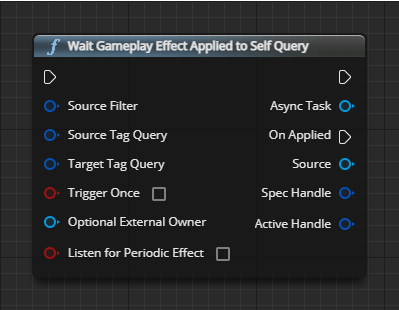 f Wait Gameplay Effect Applied to Self Query
Source Filter Async Task
Source Tag Query On Applied
Target Tag Query Source
Trigger Once Spec Handle
Optional External Owner Active Handle
Listen for Periodic Effect